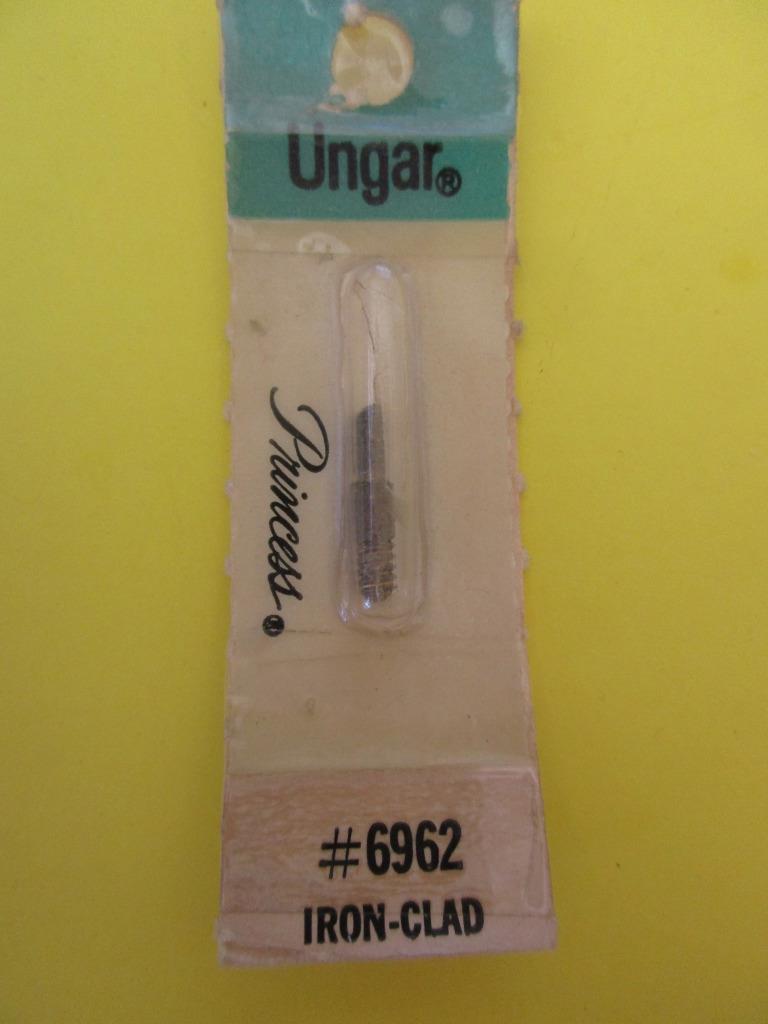 Ungar®
Princess®
#6962
IRON-CLAD